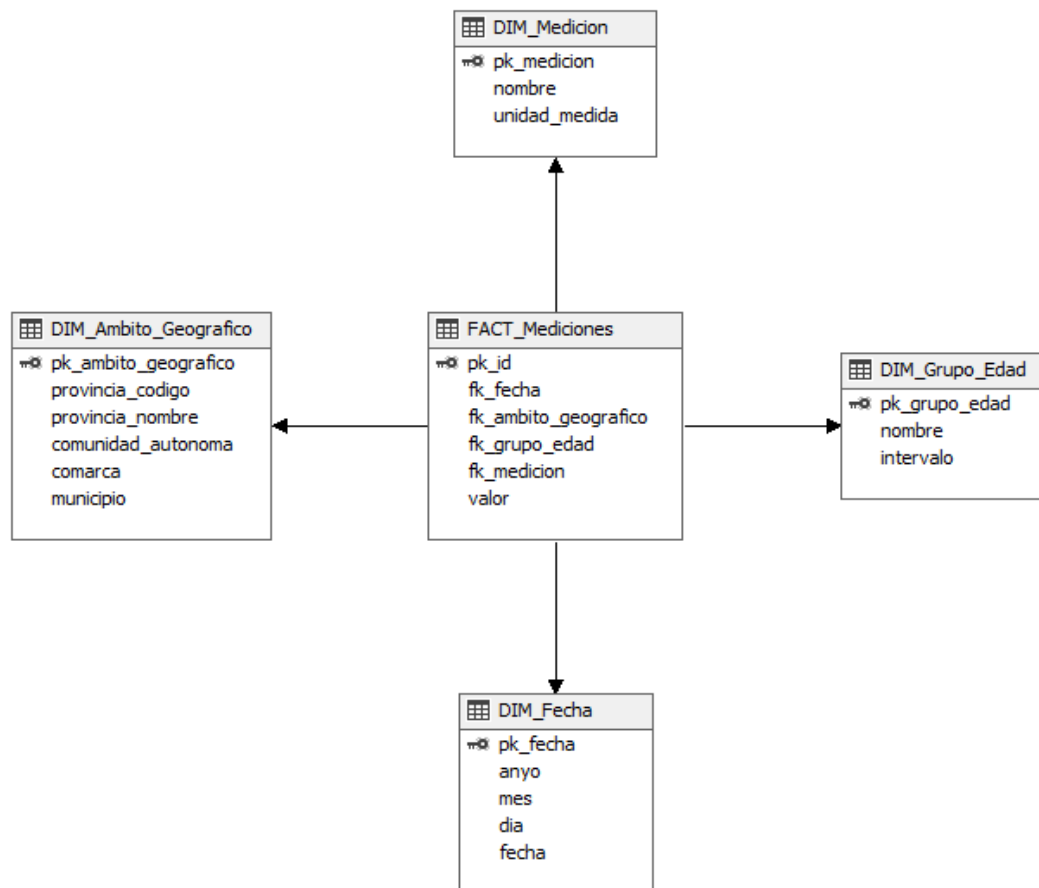 DIM_Medicion
pk_medicion
nombre
unidad_medida
DIM_Ambito_Geografico
pk_ambito_geografico
provincia_codigo
provincia_nombre
comunidad_autonoma
comarca
municipio
FACT_Mediciones
pk_id
fk_fecha
fk_ambito_geografico
fk_grupo_edad
fk_medicion
valor
DIM_Grupo_Edad
pk_grupo_edad
nombre
intervalo
DIM_Fecha
pk_fecha
anyo
mes
dia
fecha